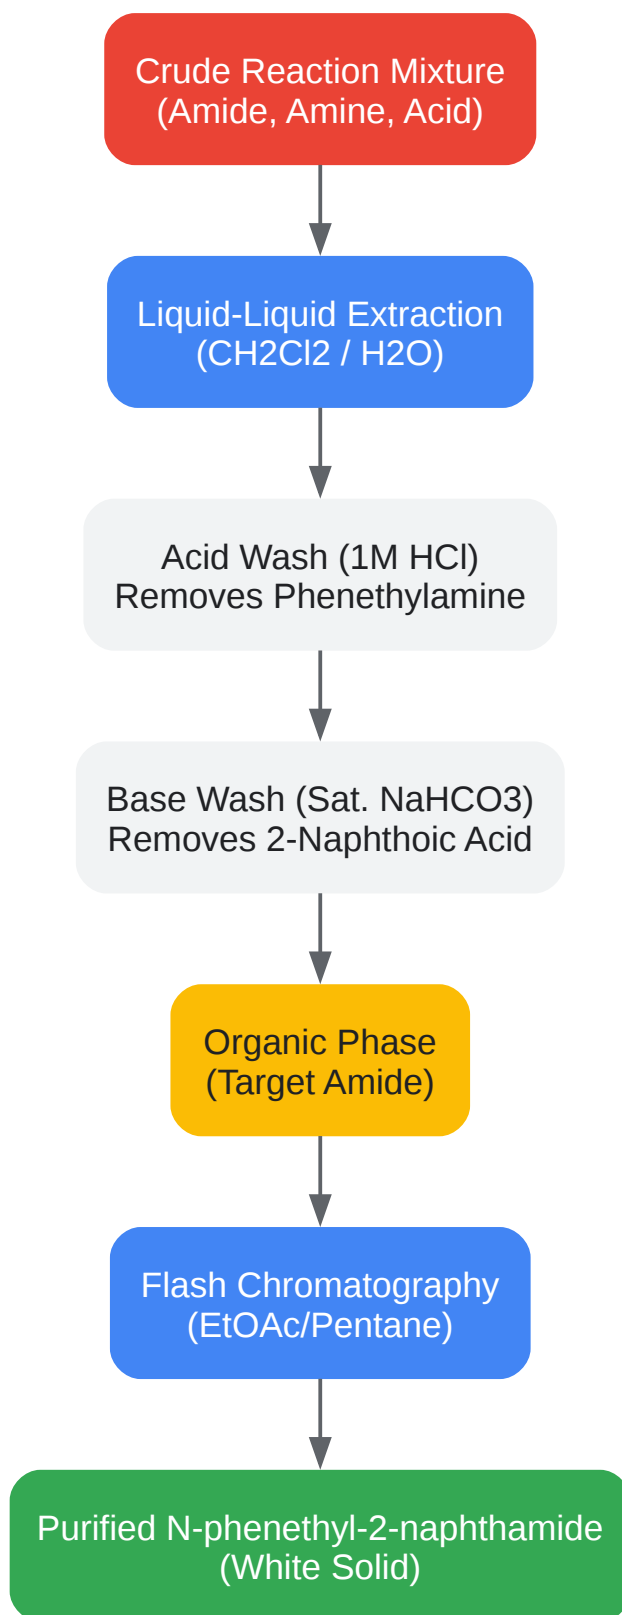 Crude Reaction Mixture
(Amide, Amine, Acid)
Liquid-Liquid Extraction
(CH2Cl2 / H2O)
Acid Wash (1M HCl)
Removes Phenethylamine
Base Wash (Sat. NaHCO3)
Removes 2-Naphthoic Acid
Organic Phase
(Target Amide)
Flash Chromatography
(EtOAc/Pentane)
Purified N-phenethyl-2-naphthamide
(White Solid)